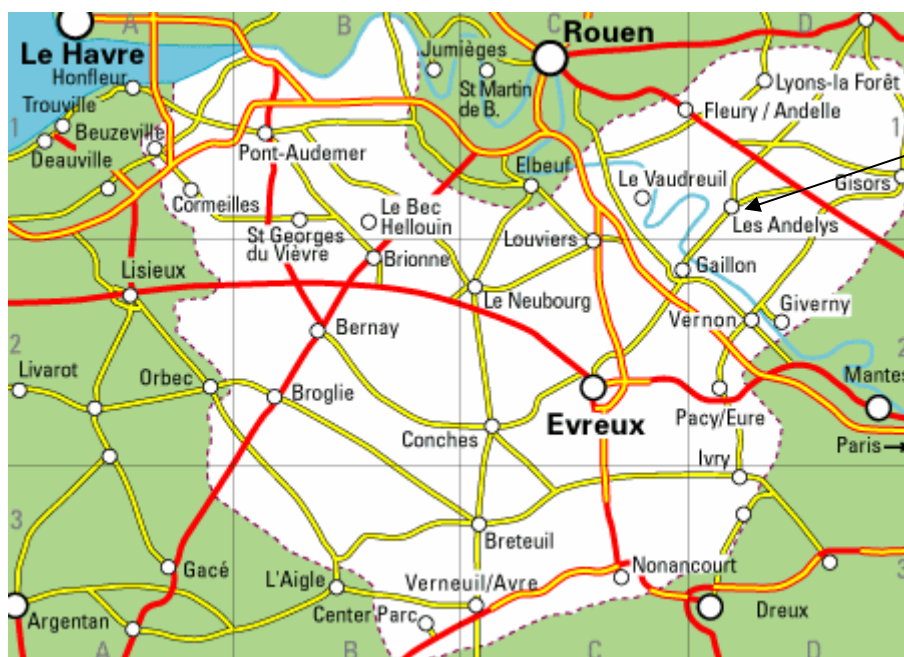 A
B
C
D
Le Havre
Rouen
Jumièges
Honfleur
St Martin
de B.
Lyons-la Forêt
Trouville
Fleury / Andelle
1
Beuzeville
1
Deauville
Pont-Audemer
Elbeuf
Le Vaudreuil
Gisors
Cormeilles
Le Bec
Hellouin
St Georges
du Vièvre
Les Andelys
Louviers
Brionne
Gaillon
Lisieux
Le Neubourg
Giverny
Bernay
Vernon
2
2
Livarot
Orbec
Mantes
Broglie
Evreux
Pacy/Eure
Conches
Paris→
Ivry
3
Breteuil
Gacé
L'Aigle
Verneuil/Avre
Nonancourt
3
Center Parc
Argentan
Dreux
A
B
C
D